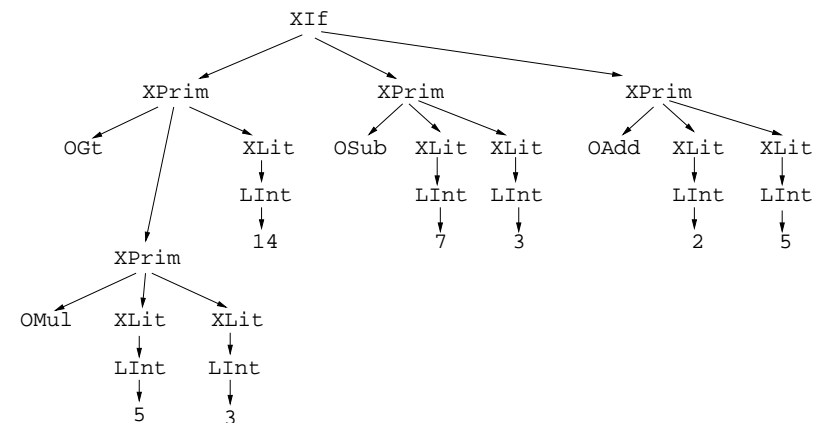 XIf
XPrim XPrim XPrim
OGt XLit OSub XLit XLit OAdd XLit XLit
LInt LInt LInt LInt LInt
14 7 3 2 5
XPrim
OMul XLit XLit
LInt LInt
5 3